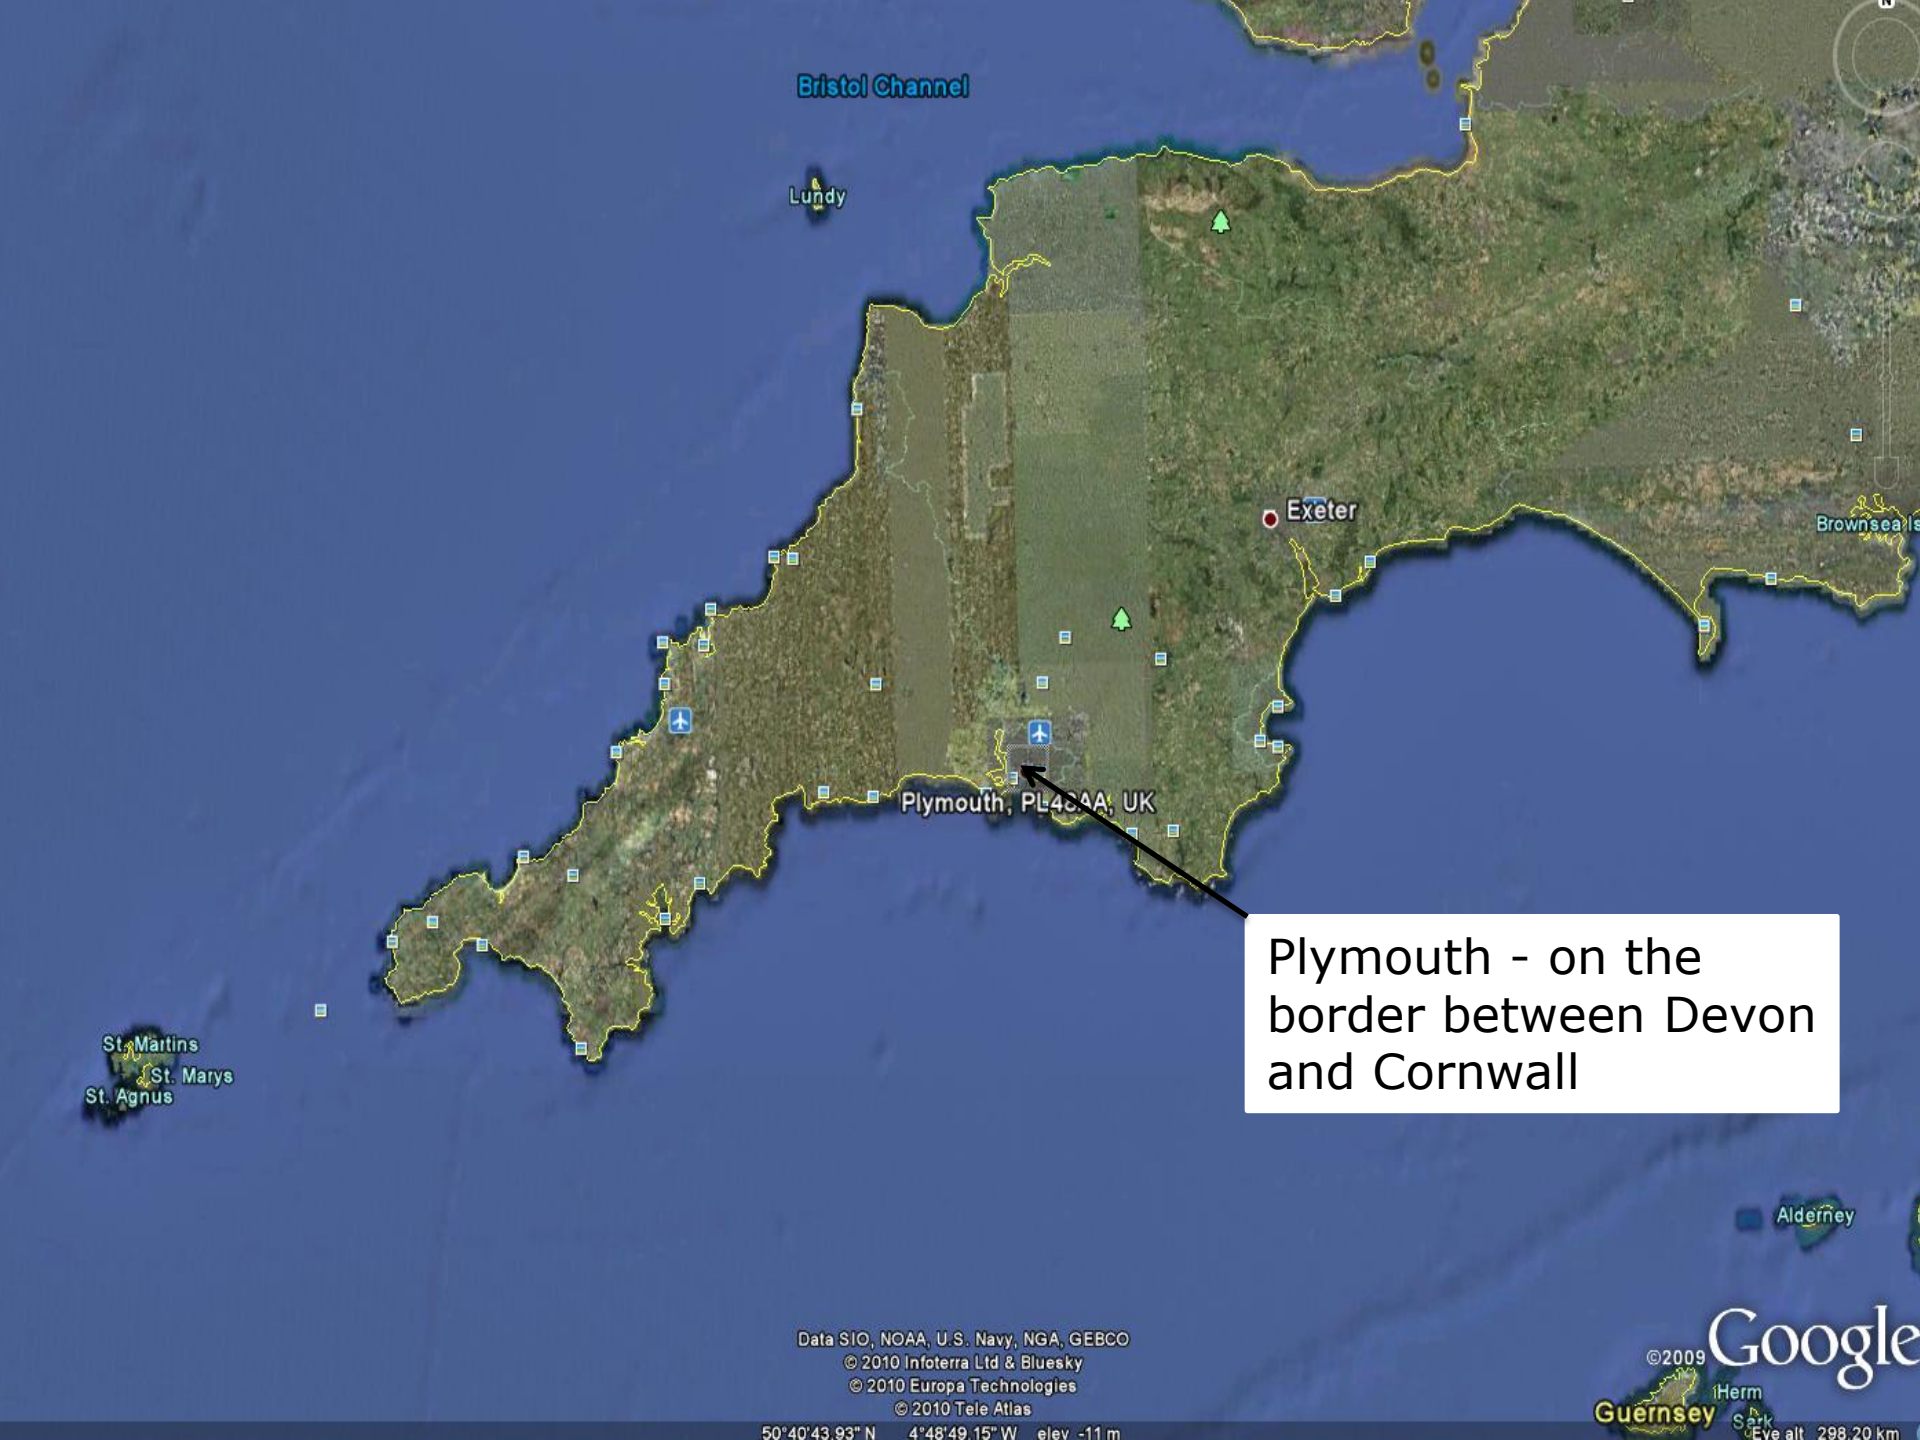 N
Bristol Channel
Lundy
Exeter
Brownsea Is
Plymouth, PL48AA, UK
Plymouth - on the
border between Devon
and Cornwall
St. Martins
St. Marys
St. Agnus
Alderney
Data SIO, NOAA, U.S. Navy, NGA, GEBCO
© 2010 Infoterra Ltd & Bluesky
© 2010 Europa Technologies
© 2010 Tele Atlas
©2009 Google
Herm
Guernsey
Sark
50°40'43.93" N 4°48'49.15" W elev -11 m
Eye alt 298.20 km